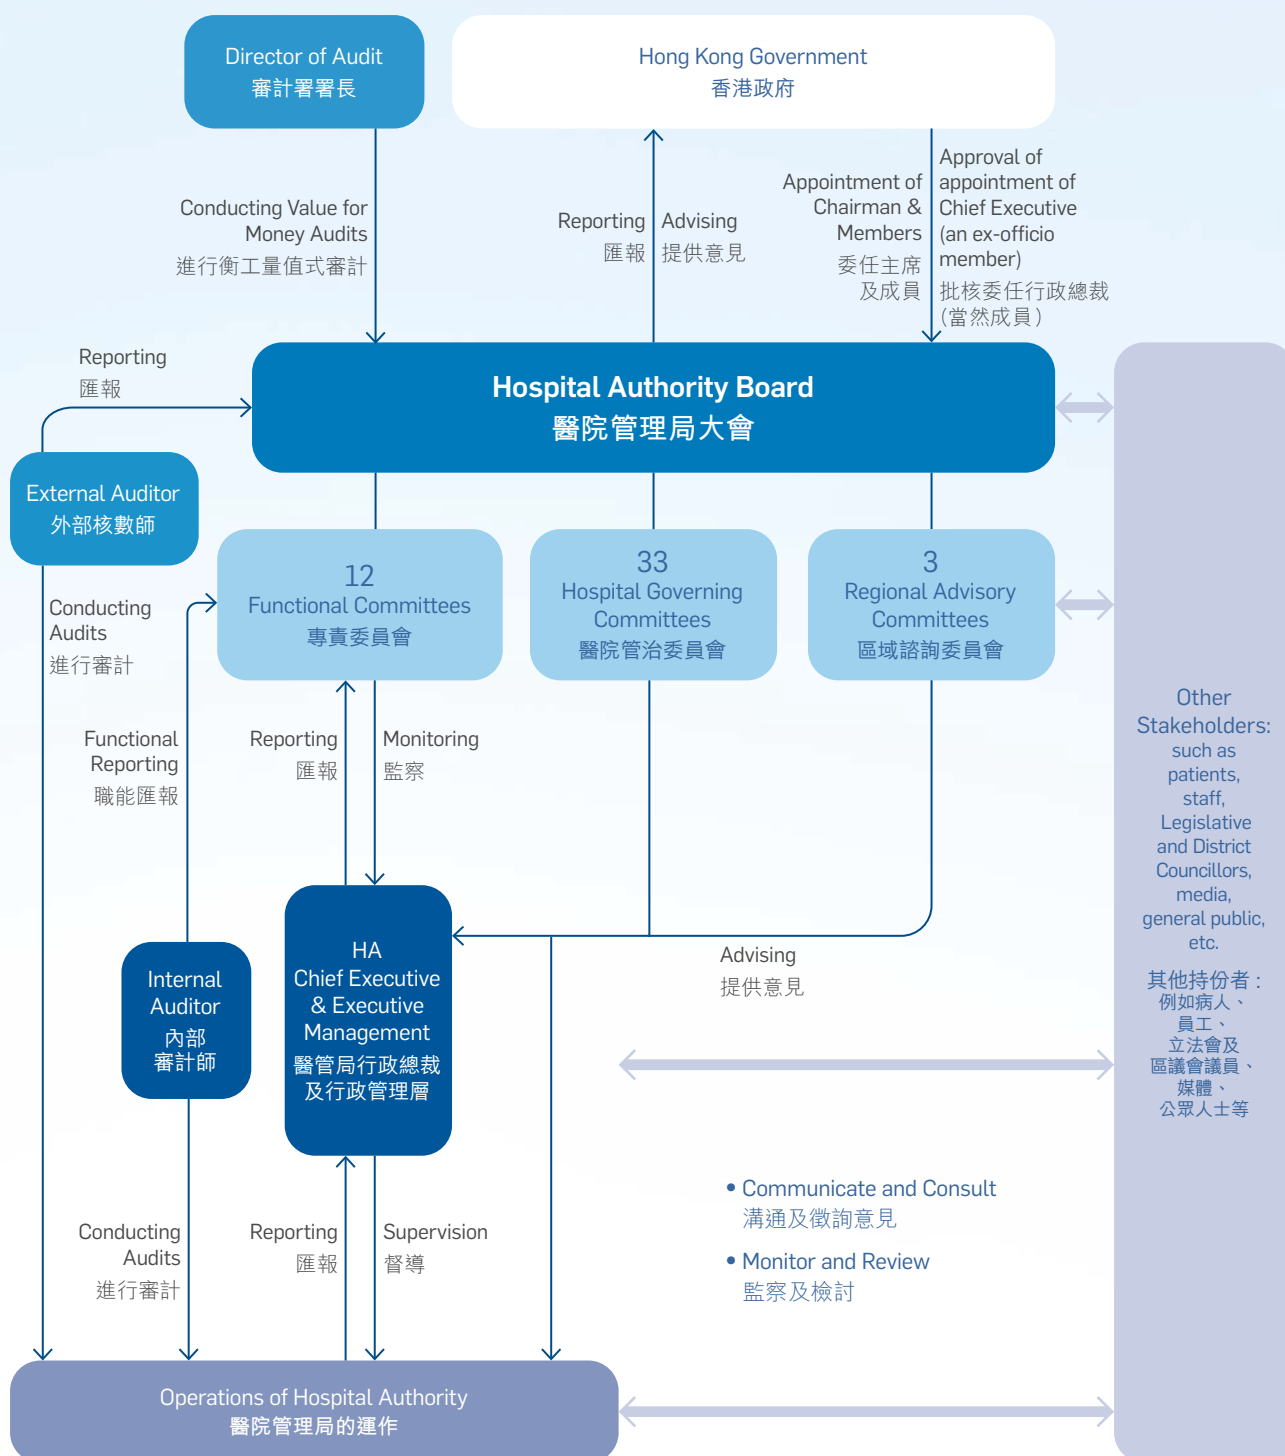 Director of Audit
審計署署長
Hong Kong Government
香港政府
Conducting Value for
Money Audits
進行衡工量值式審計
Reporting
匯報
Advising
提供意見
Appointment of
Chairman &
Members
委任主席
及成員
Approval of
appointment of
Chief Executive
(an ex-officio
member)
批核委任行政總裁
(當然成員)
Reporting
匯報
Hospital Authority Board
醫院管理局大會
External Auditor
外部核數師
12
Functional Committees
專責委員會
33
Hospital Governing
Committees
醫院管治委員會
3
Regional Advisory
Committees
區域諮詢委員會
Conducting
Audits
進行審計
Functional
Reporting
職能匯報
Reporting
匯報
Monitoring
監察
Other
Stakeholders:
such as
patients,
staff,
Legislative
and District
Councillors,
media,
general public,
etc.
其他持份者:
例如病人、
員工、
立法會及
區議會議員、
媒體、
公眾人士等
Internal
Auditor
內部
審計師
HA
Chief Executive
& Executive
Management
醫管局行政總裁
及行政管理層
Advising
提供意見
Conducting
Audits
進行審計
Reporting
匯報
Supervision
督導
• Communicate and Consult
溝通及徵詢意見
• Monitor and Review
監察及檢討
Operations of Hospital Authority
醫院管理局的運作